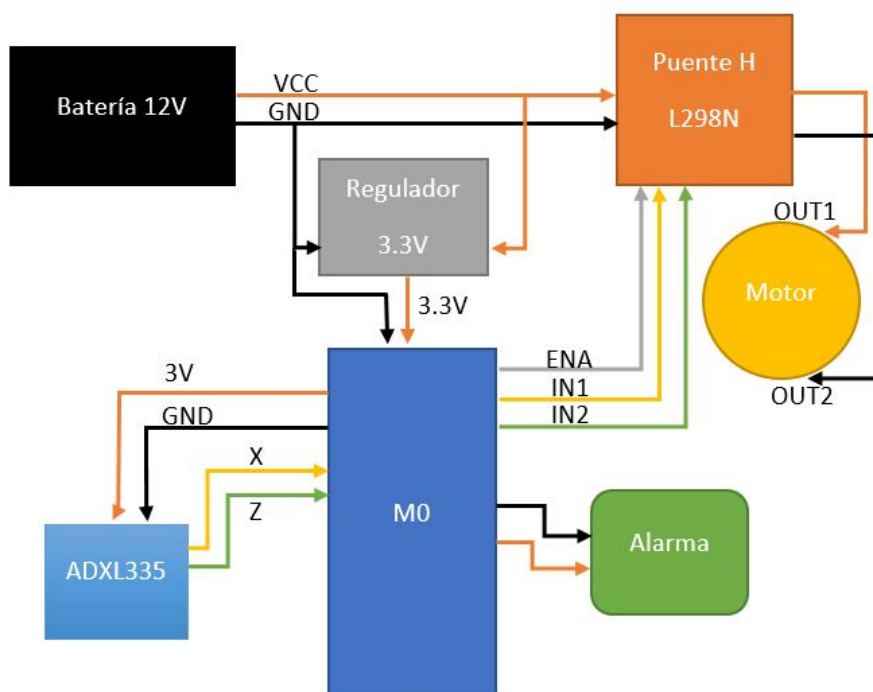 Batería 12V
VCC
GND
Puente H
L298N
Regulador
3.3V
OUT1
Motor
OUT2
3.3V
ENA
IN1
IN2
3V
GND
X
Z
M0
ADXL335
Alarma